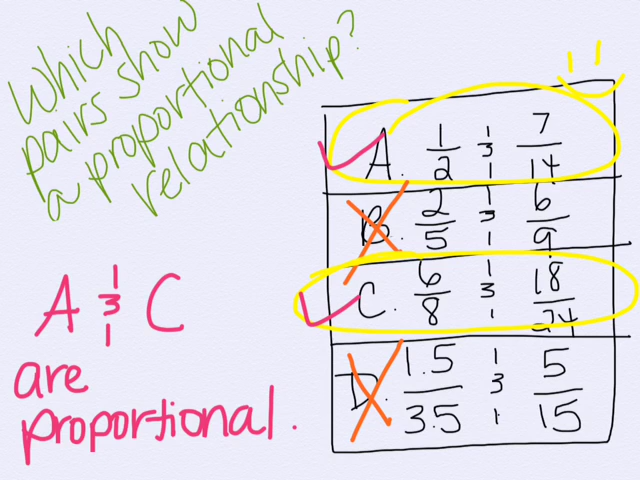 Which
pairs show
a proportional
relationship?
A. 1/2 & 7/14
B. 2/5 & 6/9
C. 6/8 & 18/24
D. 1.5/3.5 & 5/15
A & C
are
proportional.